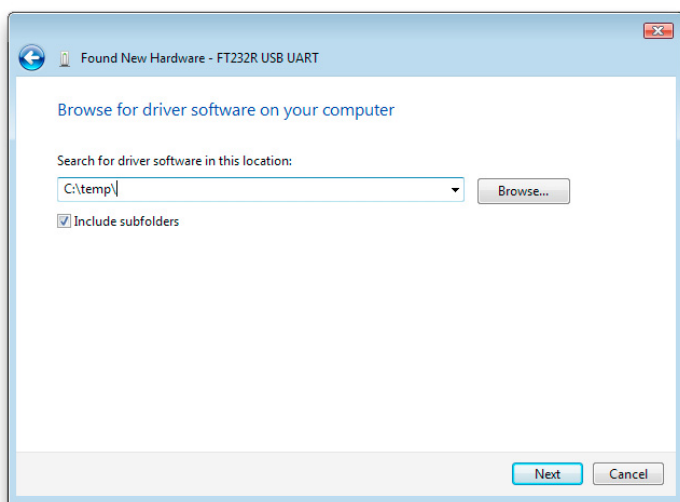 Found New Hardware - FT232R USB UART
Browse for driver software on your computer
Search for driver software in this location:
C:\temp\
Browse...
Include subfolders
Next
Cancel